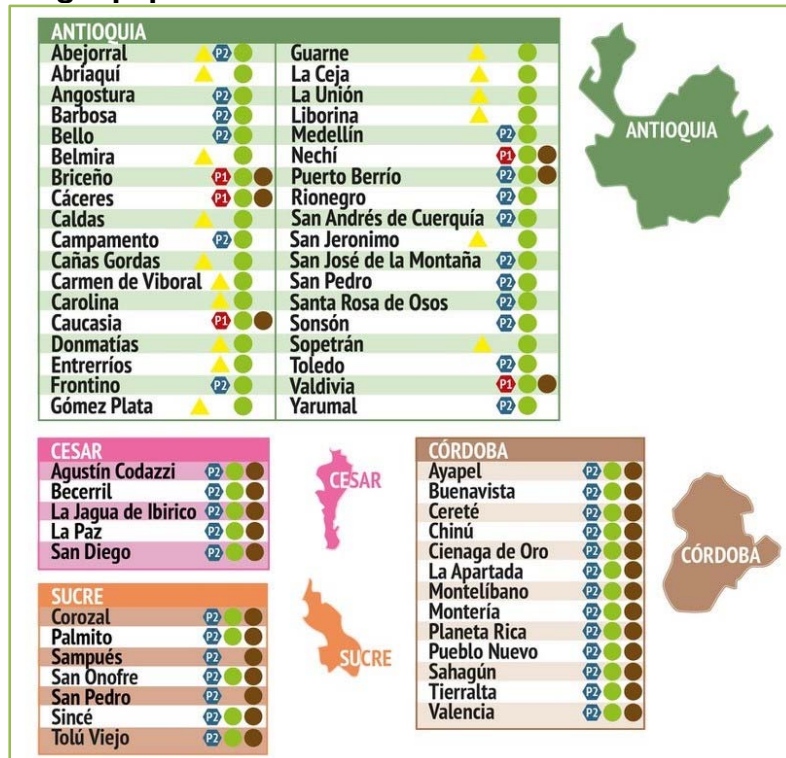 ANTIOQUIA
Abejorral P2
Abriaquí
Angostura P2
Barbosa P2
Bello P2
Belmira
Briceño P1
Cáceres P1
Caldas
Campamento P2
Cañas Gordas
Carmen de Viboral
Carolina
Caucasia P1
Donmatías
Entrerríos
Frontino P2
Gómez Plata
Guarne
La Ceja
La Unión
Liborina
Medellín P2
Nechí P1
Puerto Berrío P2
Rionegro P2
San Andrés de Cuerquía P2
San Jeronimo
San José de la Montaña P2
San Pedro P2
Santa Rosa de Osos P2
Sonsón P2
Sopetrán
Toledo P2
Valdivia P1
Yarumal P2
ANTIOQUIA
CESAR
Agustín Codazzi P2
Becerril P2
La Jagua de Ibirico P2
La Paz P2
San Diego P2
CESAR
SUCRE
Corozal P2
Palmito P2
Sampués P2
San Onofre P2
San Pedro P2
Sincé P2
Tolú Viejo P2
SUCRE
CÓRDOBA
Ayapel P2
Buenavista P2
Cereté P2
Chinú P2
Cienaga de Oro P2
La Apartada P2
Montelíbano P2
Montería P2
Planeta Rica P2
Pueblo Nuevo P2
Sahagún P2
Tierralta P2
Valencia P2
CÓRDOBA